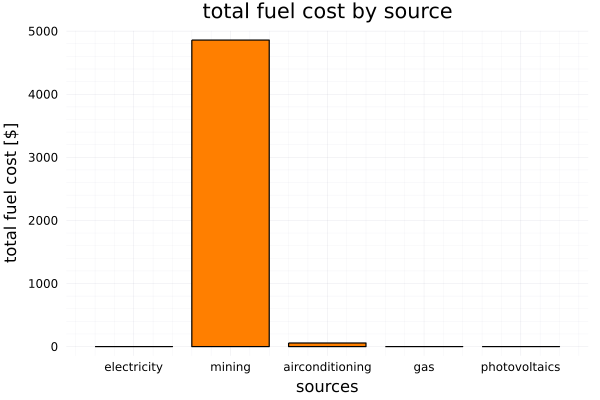 total fuel cost by source
total fuel cost [$]
5000
4000
3000
2000
1000
0
electricity mining airconditioning gas photovoltaics
sources